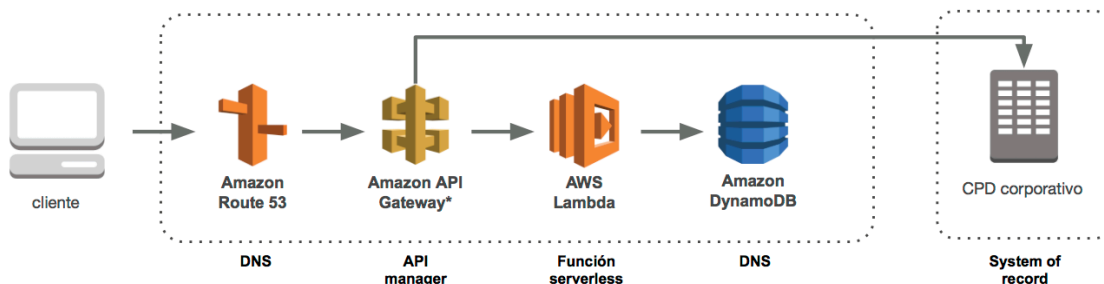 cliente
Amazon
Route 53
Amazon API
Gateway*
AWS
Lambda
Amazon
DynamoDB
CPD corporativo
DNS
API
manager
Función
serverless
DNS
System of
record